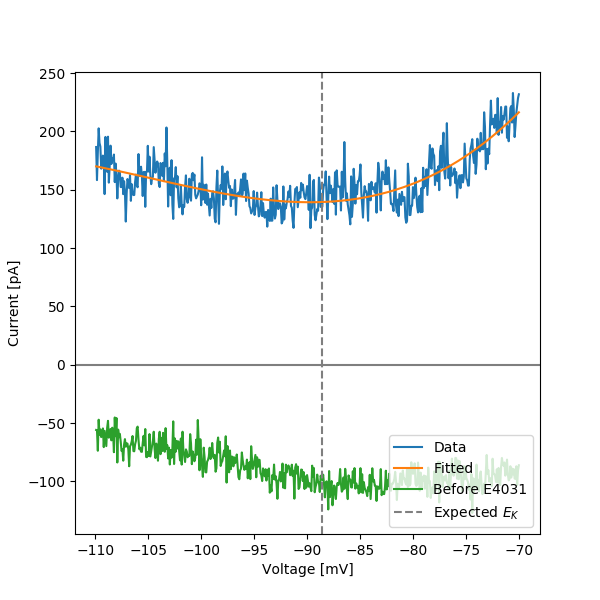 250
200
150
100
50
0
−50
−100
Current [pA]
−110
−105
−100
−95
−90
−85
−80
−75
−70
Voltage [mV]
Data
Fitted
Before E4031
Expected E_K